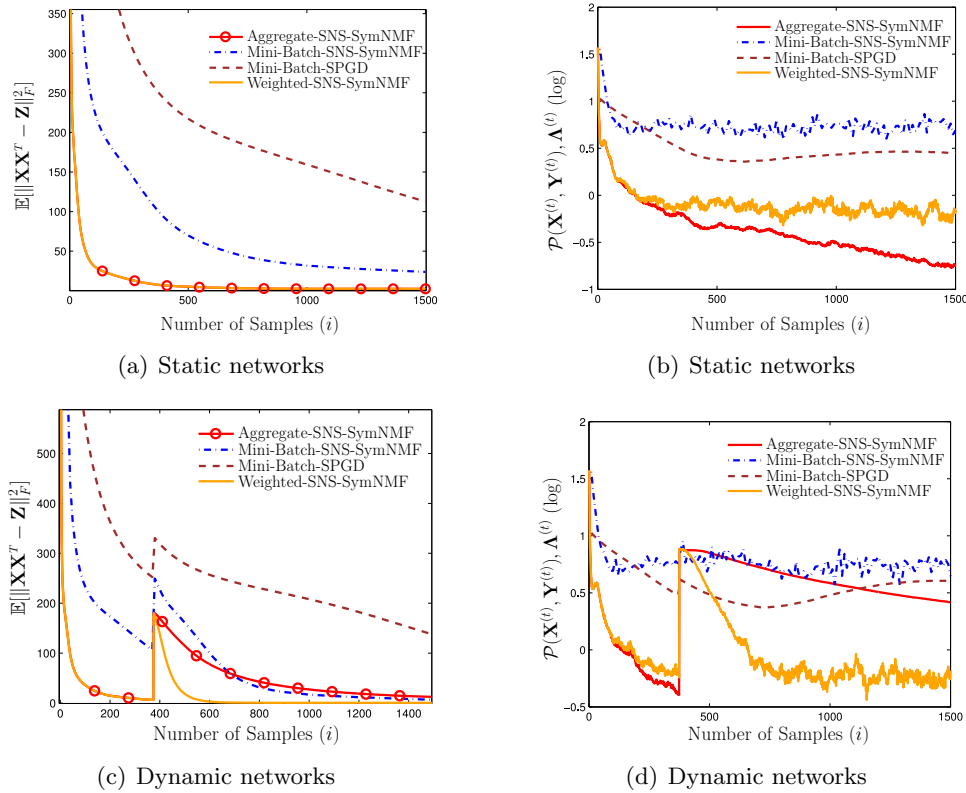 350
300
250
200
150
100
50
0
500
1000
1500
𝔼[‖XXᵀ − Z‖²_F]
Number of Samples (i)
Aggregate-SNS-SymNMF
Mini-Batch-SNS-SymNMF
Mini-Batch-SPGD
Weighted-SNS-SymNMF
(a) Static networks
2
1.5
1
0.5
0
−0.5
−1
0
500
1000
1500
𝒫(X⁽ᵗ⁾, Y⁽ᵗ⁾), Λ⁽ᵗ⁾ (log)
Number of Samples (i)
Aggregate-SNS-SymNMF
Mini-Batch-SNS-SymNMF
Mini-Batch-SPGD
Weighted-SNS-SymNMF
(b) Static networks
500
400
300
200
100
0
0
200
400
600
800
1000
1200
1400
𝔼[‖XXᵀ − Z‖²_F]
Number of Samples (i)
Aggregate-SNS-SymNMF
Mini-Batch-SNS-SymNMF
Mini-Batch-SPGD
Weighted-SNS-SymNMF
(c) Dynamic networks
2
1.5
1
0.5
0
−0.5
0
500
1000
1500
𝒫(X⁽ᵗ⁾, Y⁽ᵗ⁾), Λ⁽ᵗ⁾ (log)
Number of Samples (i)
Aggregate-SNS-SymNMF
Mini-Batch-SNS-SymNMF
Mini-Batch-SPGD
Weighted-SNS-SymNMF
(d) Dynamic networks